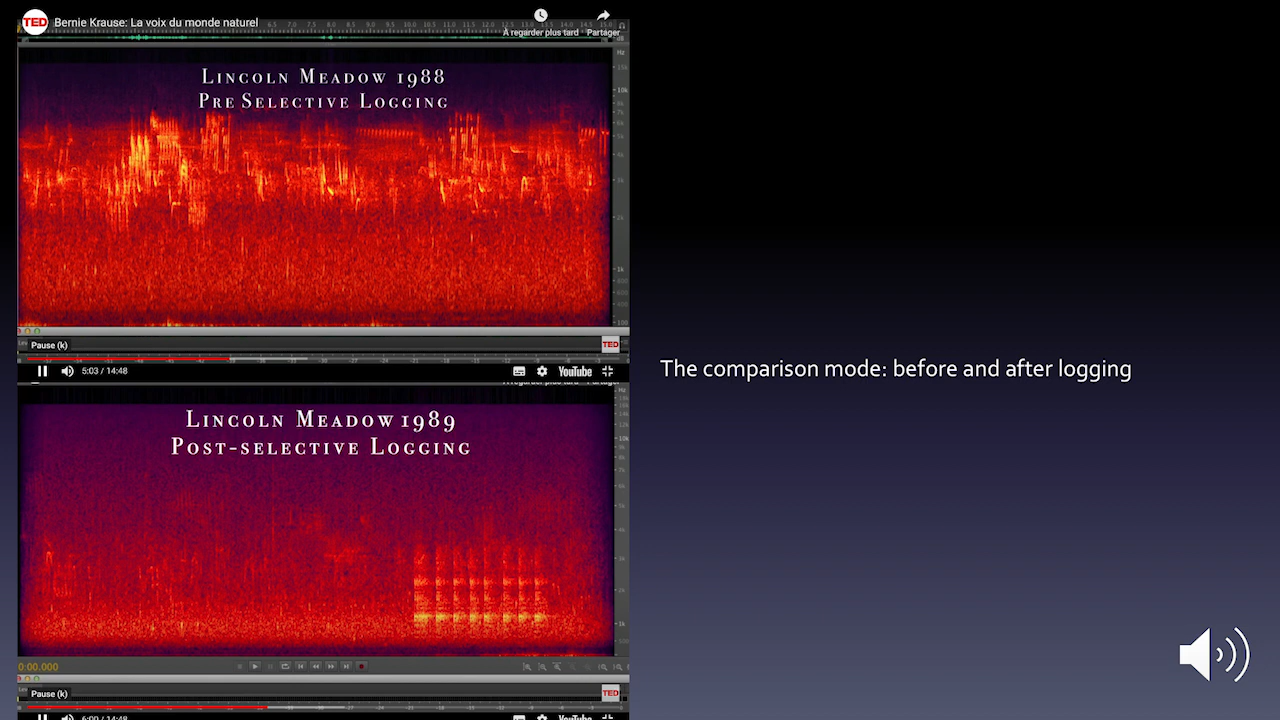 TED
Bernie Krause: La voix du monde naturel
À regarder plus tard
Partager
Lincoln Meadow 1988
Pre Selective Logging
Pause (k)
TED
5:03 / 14:48
YouTube
Lincoln Meadow 1989
Post-selective Logging
0:00.000
Pause (k)
TED
6:00 / 14:48
YouTube
The comparison mode: before and after logging